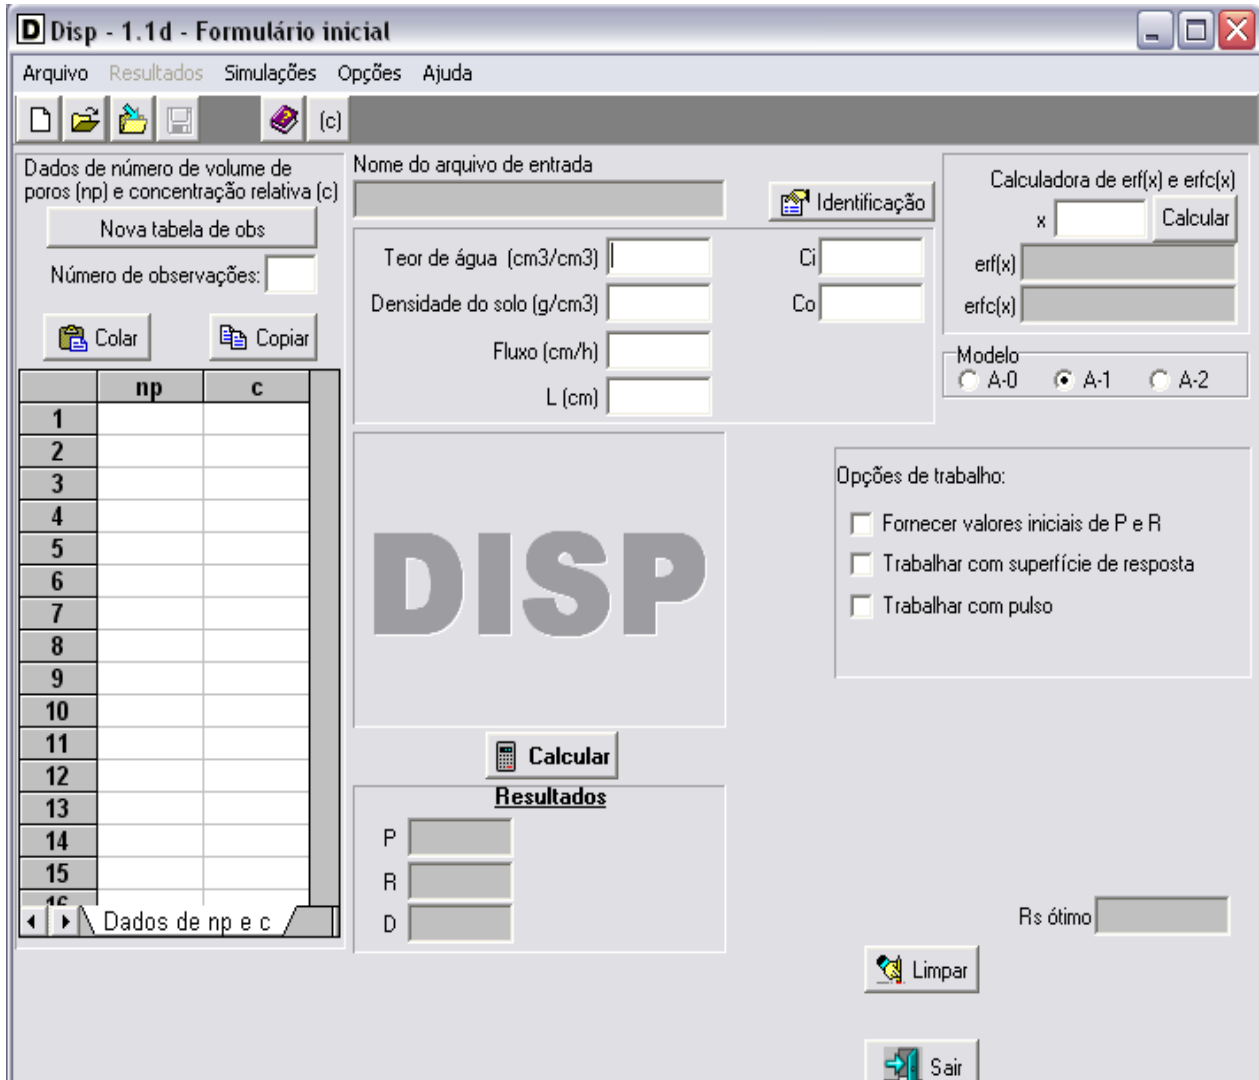 D Disp - 1.1d - Formulário inicial
Arquivo Resultados Simulações Opções Ajuda
(c)
Dados de número de volume de
poros (np) e concentração relativa (c)
Nova tabela de obs
Número de observações:
Colar Copiar
np c
1
2
3
4
5
6
7
8
9
10
11
12
13
14
15
16
Dados de np e c
Nome do arquivo de entrada
Identificação
Teor de água (cm3/cm3)
Densidade do solo (g/cm3)
Fluxo (cm/h)
L (cm)
Ci
Co
DISP
Calcular
Resultados
P
R
D
Calculadora de erf(x) e erfc(x)
x Calcular
erf(x)
erfc(x)
Modelo
A-0 A-1 A-2
Opções de trabalho:
Fornecer valores iniciais de P e R
Trabalhar com superfície de resposta
Trabalhar com pulso
Rs ótimo
Limpar
Sair